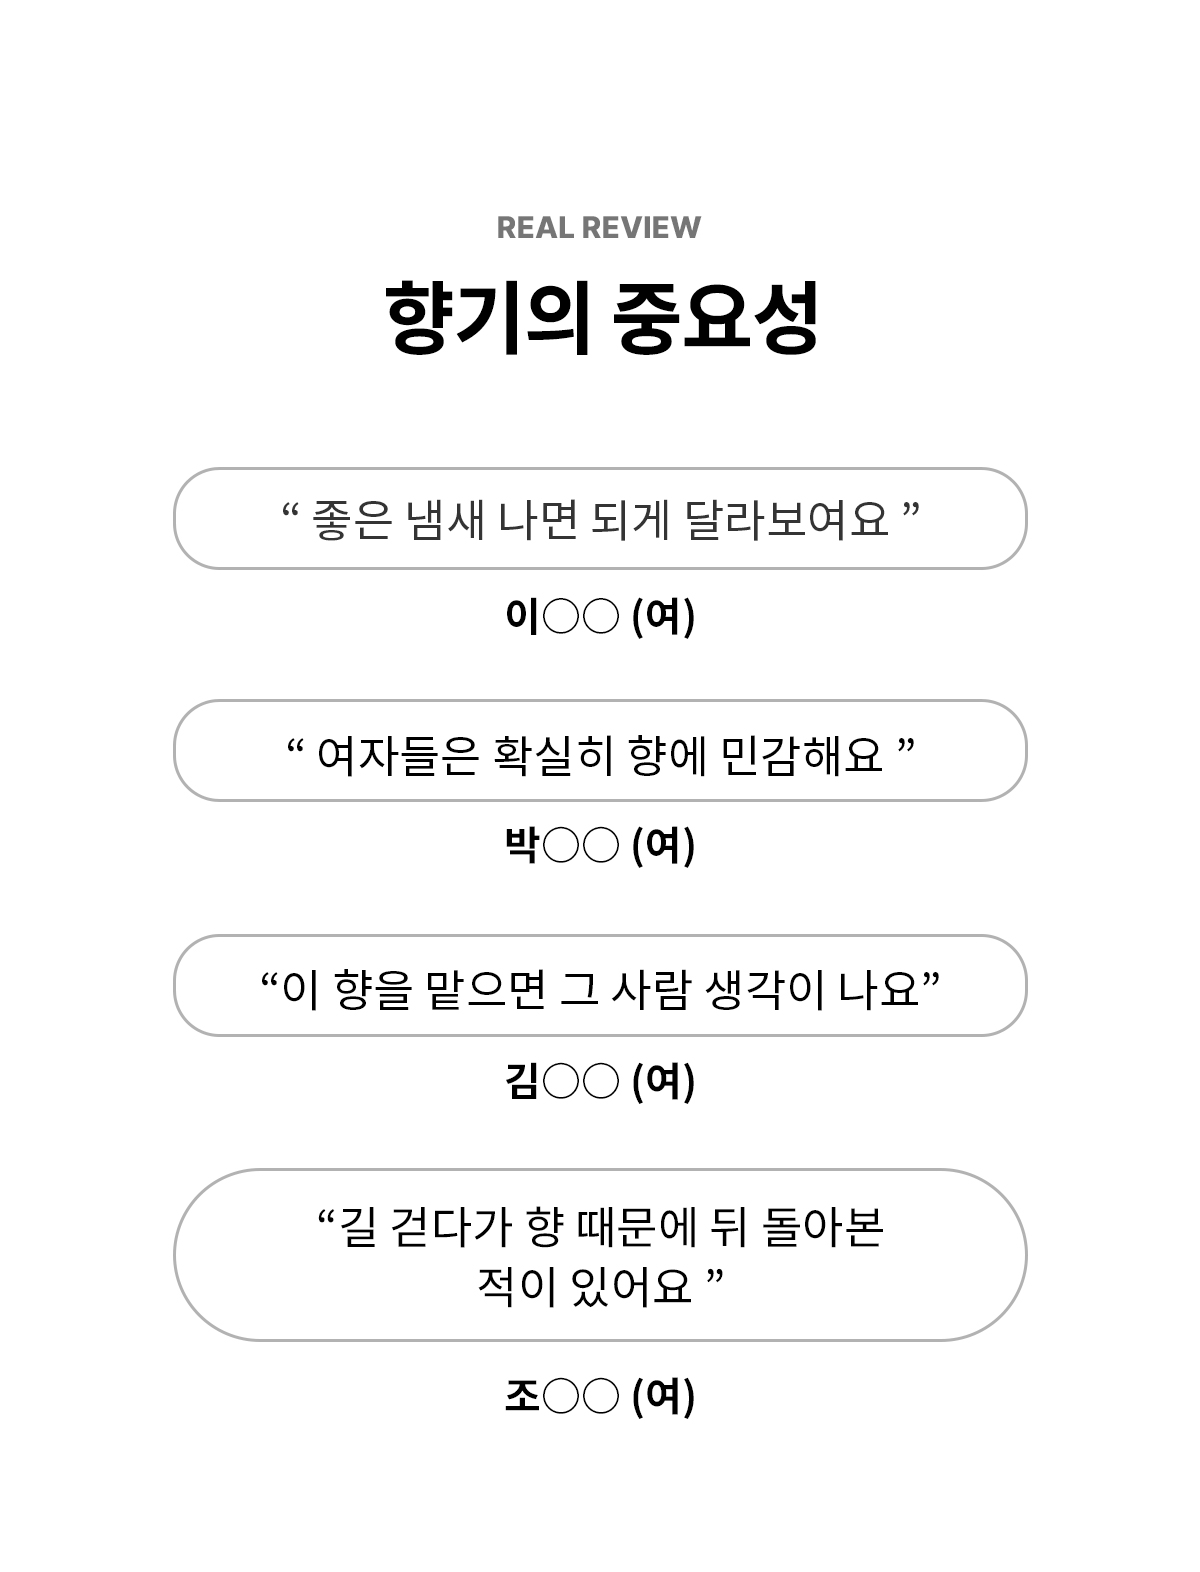 REAL REVIEW
향기의 중요성
“ 좋은 냄새 나면 되게 달라보여요 ”
이○○ (여)
“ 여자들은 확실히 향에 민감해요 ”
박○○ (여)
“이 향을 맡으면 그 사람 생각이 나요”
김○○ (여)
“길 걷다가 향 때문에 뒤 돌아본
적이 있어요 ”
조○○ (여)